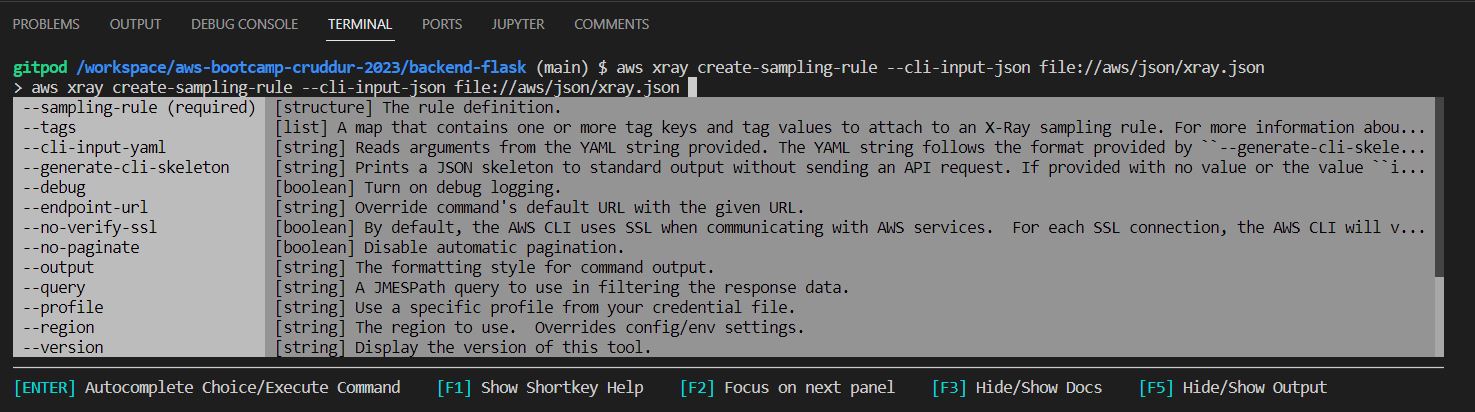 PROBLEMS OUTPUT DEBUG CONSOLE TERMINAL PORTS JUPYTER COMMENTS
gitpod /workspace/aws-bootcamp-cruddur-2023/backend-flask (main) $ aws xray create-sampling-rule --cli-input-json file://aws/json/xray.json
> aws xray create-sampling-rule --cli-input-json file://aws/json/xray.json
--sampling-rule (required) [structure] The rule definition.
--tags [list] A map that contains one or more tag keys and tag values to attach to an X-Ray sampling rule. For more information abou...
--cli-input-yaml [string] Reads arguments from the YAML string provided. The YAML string follows the format provided by ``--generate-cli-skele...
--generate-cli-skeleton [string] Prints a JSON skeleton to standard output without sending an API request. If provided with no value or the value ``i...
--debug [boolean] Turn on debug logging.
--endpoint-url [string] Override command's default URL with the given URL.
--no-verify-ssl [boolean] By default, the AWS CLI uses SSL when communicating with AWS services.  For each SSL connection, the AWS CLI will v...
--no-paginate [boolean] Disable automatic pagination.
--output [string] The formatting style for command output.
--query [string] A JMESPath query to use in filtering the response data.
--profile [string] Use a specific profile from your credential file.
--region [string] The region to use.  Overrides config/env settings.
--version [string] Display the version of this tool.
[ENTER] Autocomplete Choice/Execute Command [F1] Show Shortkey Help [F2] Focus on next panel [F3] Hide/Show Docs [F5] Hide/Show Output